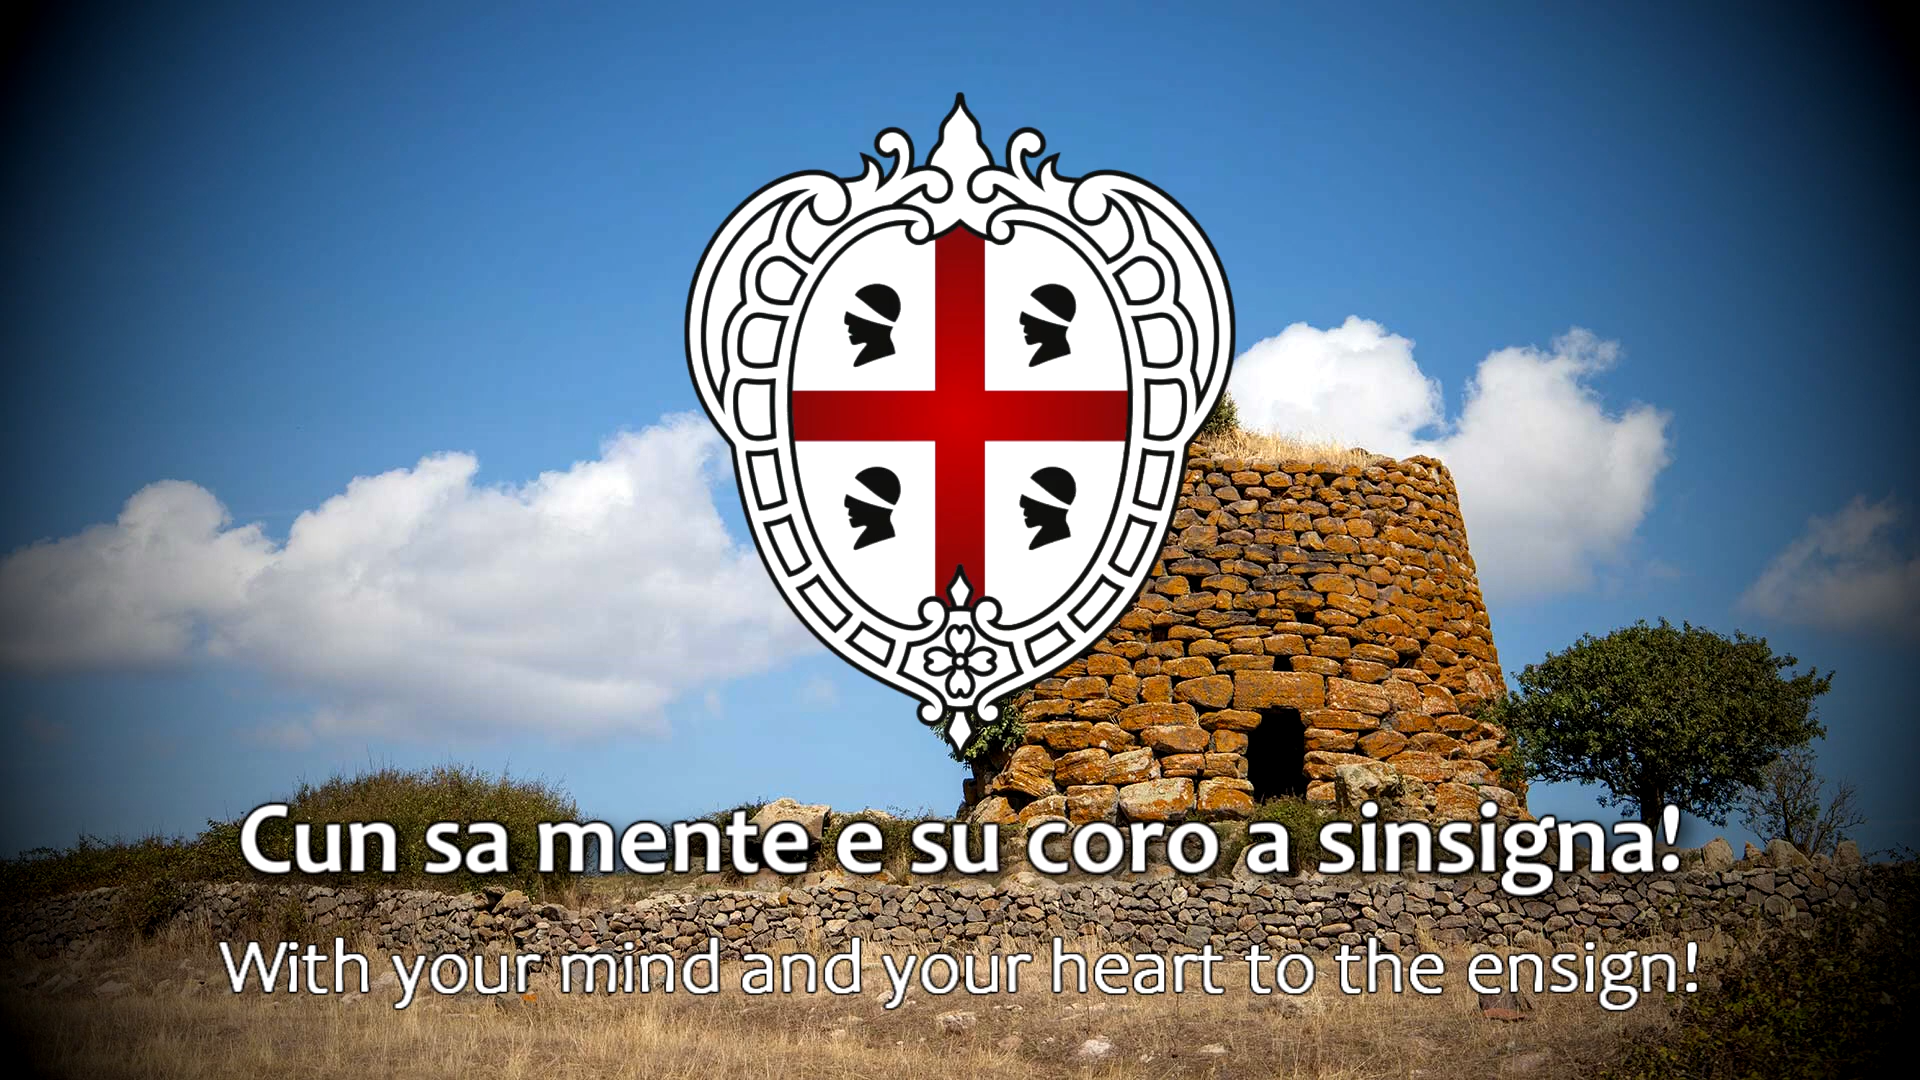 Cun sa mente e su coro a sinsigna!
With your mind and your heart to the ensign!